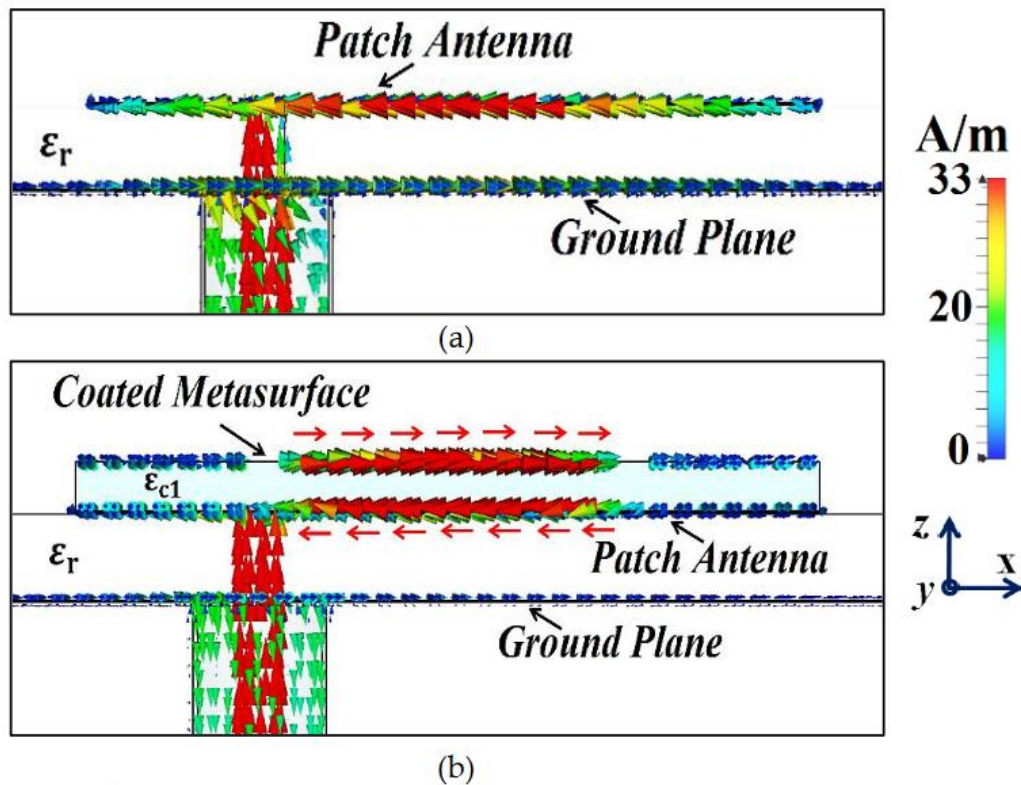 Patch Antenna
εr
Ground Plane
(a)
A/m
33
20
0
Coated Metasurface
εc1
εr
Patch Antenna
Ground Plane
z
x
y
(b)